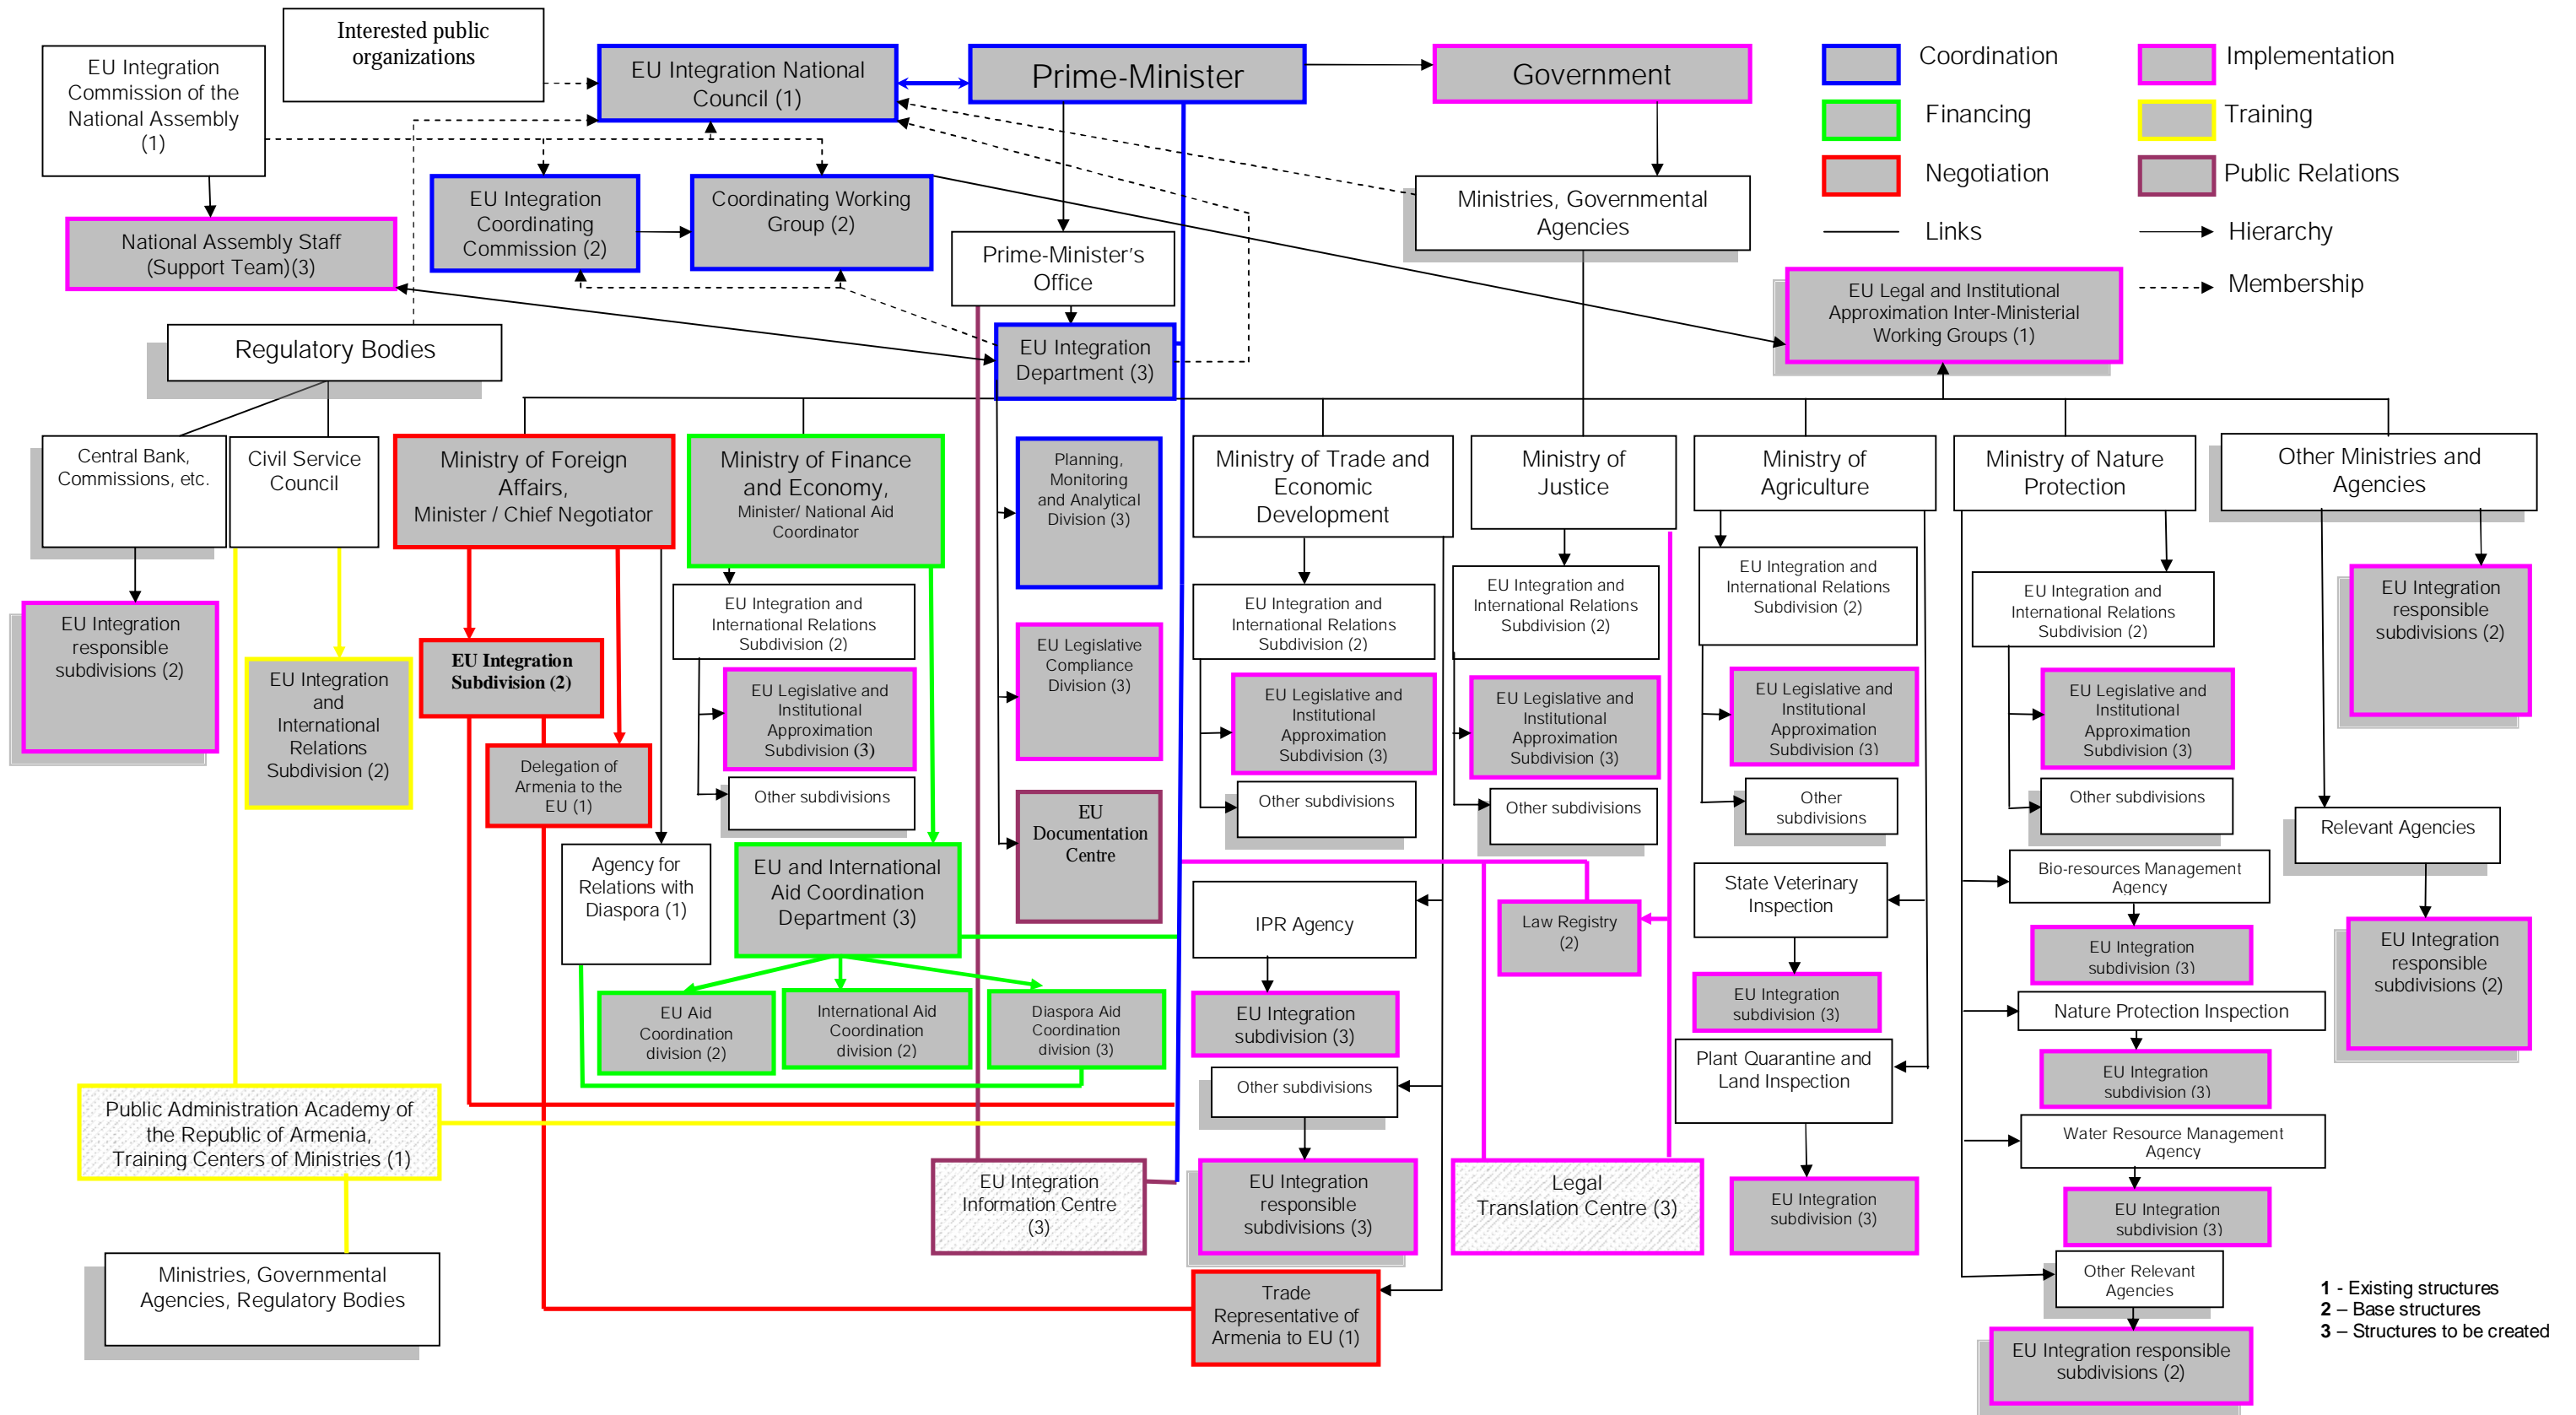 Interested public
organizations
EU Integration
Commission of the
National Assembly
(1)
EU Integration National
Council (1)
Prime-Minister
Government
Coordination
Implementation
Financing
Training
Negotiation
Public Relations
Links
Hierarchy
Membership
National Assembly Staff
(Support Team)(3)
EU Integration
Coordinating
Commission (2)
Coordinating Working
Group (2)
Prime-Minister's
Office
Ministries, Governmental
Agencies
EU Legal and Institutional
Approximation Inter-Ministerial
Working Groups (1)
Regulatory Bodies
EU Integration
Department (3)
Central Bank,
Commissions, etc.
Civil Service
Council
Ministry of Foreign
Affairs,
Minister / Chief Negotiator
Ministry of Finance
and Economy,
Minister/ National Aid
Coordinator
Planning,
Monitoring
and Analytical
Division (3)
Ministry of Trade and
Economic
Development
Ministry of
Justice
Ministry of
Agriculture
Ministry of Nature
Protection
Other Ministries and
Agencies
EU Integration
responsible
subdivisions (2)
EU Integration
and
International
Relations
Subdivision (2)
EU Integration
Subdivision (2)
Delegation of
Armenia to the
EU (1)
Agency for
Relations with
Diaspora (1)
EU Integration and
International Relations
Subdivision (2)
EU Legislative and
Institutional
Approximation
Subdivision (3)
Other subdivisions
EU and International
Aid Coordination
Department (3)
EU Aid
Coordination
division (2)
International Aid
Coordination
division (2)
Diaspora Aid
Coordination
division (3)
EU Legislative
Compliance
Division (3)
EU
Documentation
Centre
EU Integration and
International Relations
Subdivision (2)
EU Legislative and
Institutional
Approximation
Subdivision (3)
Other subdivisions
IPR Agency
EU Integration
subdivision (3)
Other subdivisions
EU Integration
responsible
subdivisions (3)
Trade
Representative of
Armenia to EU (1)
EU Integration and
International Relations
Subdivision (2)
EU Legislative and
Institutional
Approximation
Subdivision (3)
Other subdivisions
Law Registry
(2)
Legal
Translation Centre (3)
EU Integration and
International Relations
Subdivision (2)
EU Legislative and
Institutional
Approximation
Subdivision (3)
Other
subdivisions
State Veterinary
Inspection
EU Integration
subdivision (3)
Plant Quarantine and
Land Inspection
EU Integration
subdivision (3)
EU Integration and
International Relations
Subdivision (2)
EU Legislative and
Institutional
Approximation
Subdivision (3)
Other subdivisions
Bio-resources Management
Agency
EU Integration
subdivision (3)
Nature Protection Inspection
EU Integration
subdivision (3)
Water Resource Management
Agency
EU Integration
subdivision (3)
Other Relevant
Agencies
EU Integration responsible
subdivisions (2)
EU Integration
responsible
subdivisions (2)
Relevant Agencies
EU Integration
responsible
subdivisions (2)
Public Administration Academy of
the Republic of Armenia,
Training Centers of Ministries (1)
Ministries, Governmental
Agencies, Regulatory Bodies
EU Integration
Information Centre
(3)
1 - Existing structures
2 – Base structures
3 – Structures to be created